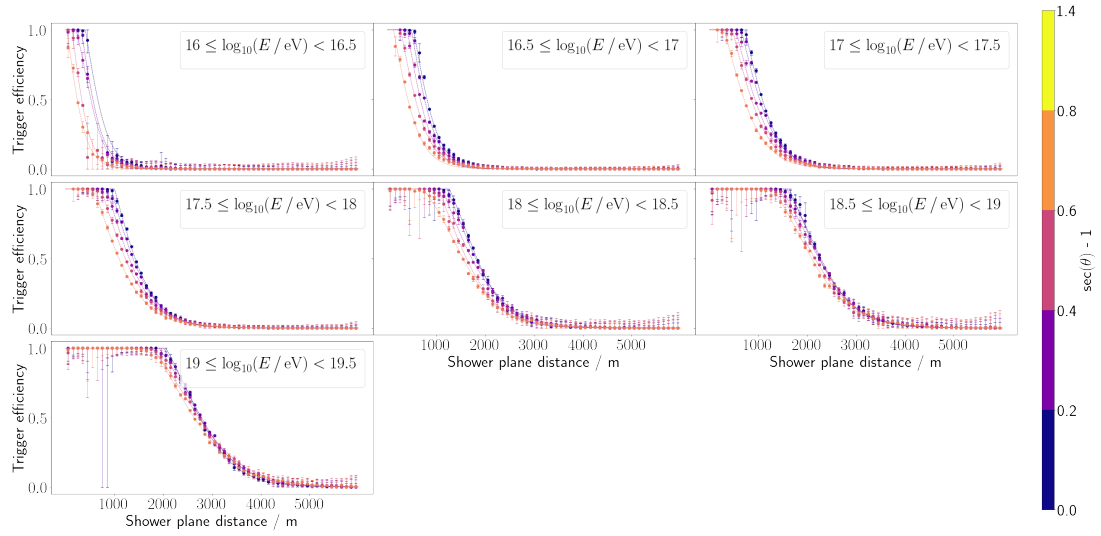 1.0
0.5
0.0
Trigger efficiency
16 ≤ log₁₀(E / eV) < 16.5
16.5 ≤ log₁₀(E / eV) < 17
17 ≤ log₁₀(E / eV) < 17.5
1.0
0.5
0.0
Trigger efficiency
17.5 ≤ log₁₀(E / eV) < 18
18 ≤ log₁₀(E / eV) < 18.5
18.5 ≤ log₁₀(E / eV) < 19
1000 2000 3000 4000 5000
Shower plane distance / m
1000 2000 3000 4000 5000
Shower plane distance / m
1.0
0.5
0.0
Trigger efficiency
19 ≤ log₁₀(E / eV) < 19.5
1000 2000 3000 4000 5000
Shower plane distance / m
1.4
0.8
0.6
0.4
0.2
0.0
sec(θ) - 1